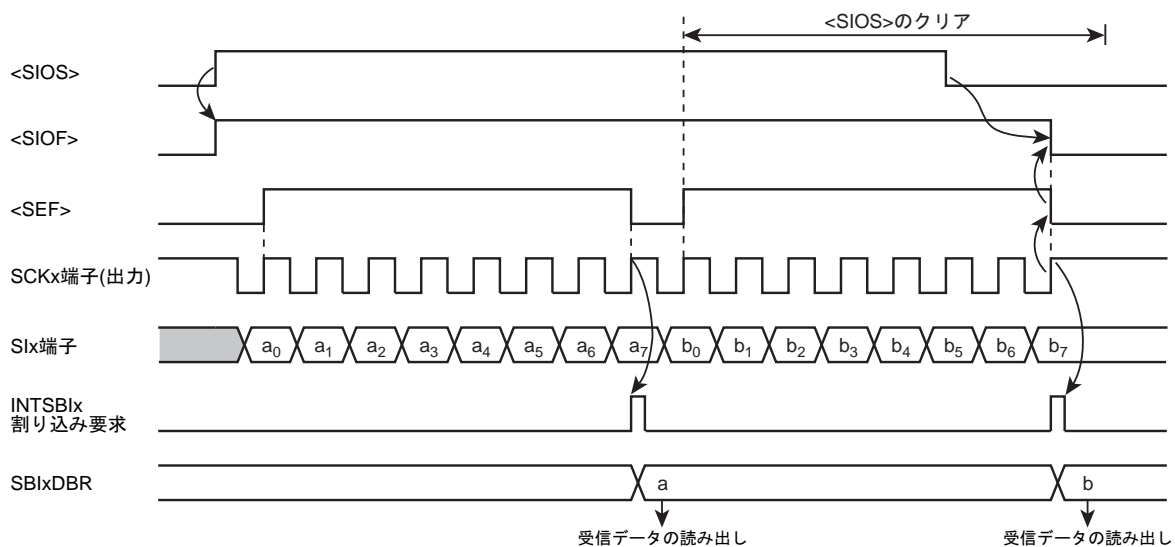 <SIOS>のクリア
<SIOS>
<SIOF>
<SEF>
SCKx端子(出力)
SIx端子
a0 a1 a2 a3 a4 a5 a6 a7 b0 b1 b2 b3 b4 b5 b6 b7
INTSBIx
割り込み要求
SBIxDBR
a
b
受信データの読み出し
受信データの読み出し